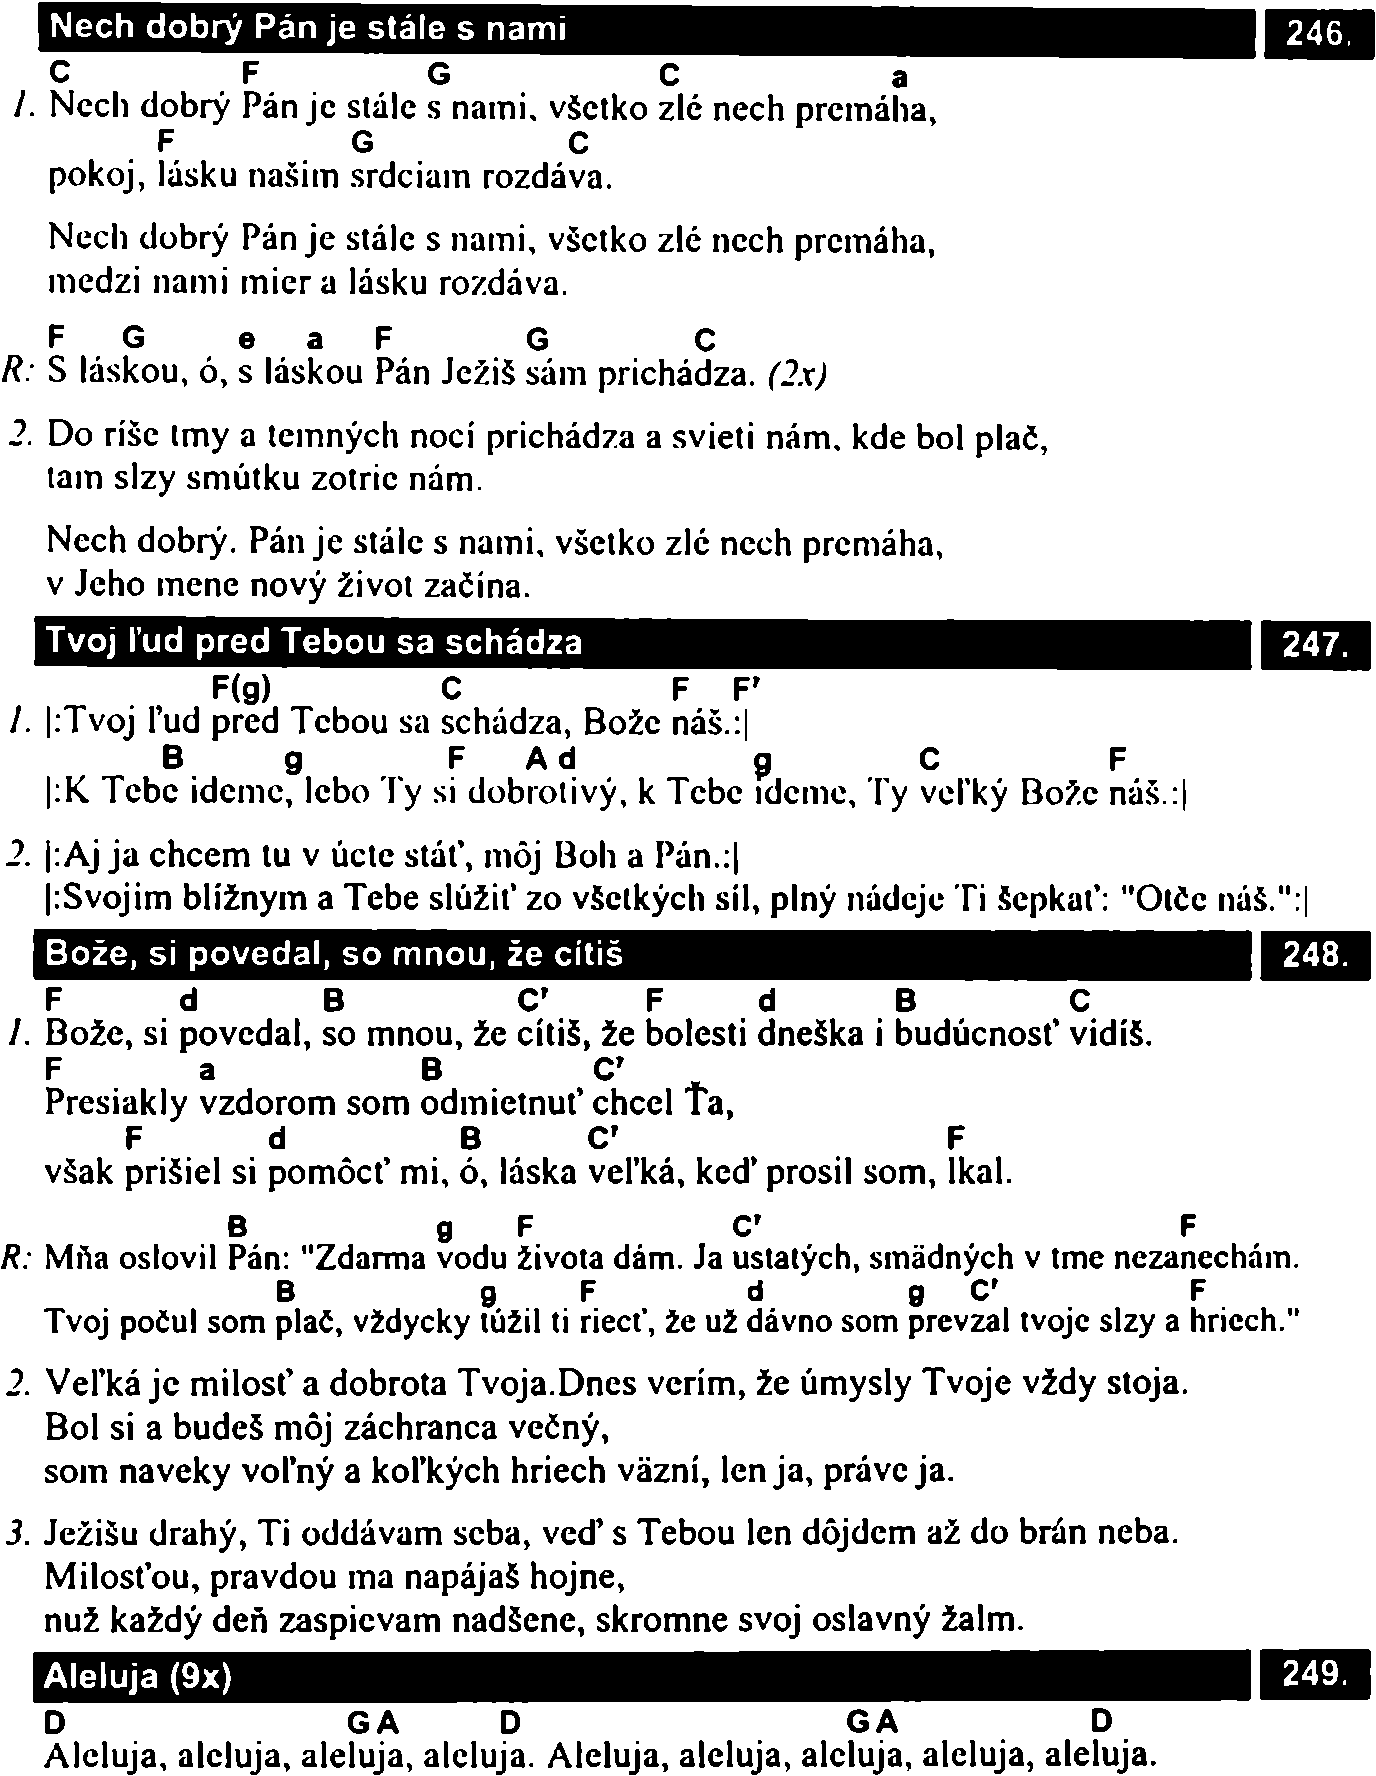 Nech dobrý Pán je stále s nami 246.
C F G C a
1. Nech dobrý Pán je stále s nami, všetko zlé nech premáha,
F G C
pokoj, lásku našim srdciam rozdáva.
Nech dobrý Pán je stále s nami, všetko zlé nech premáha,
medzi nami mier a lásku rozdáva.
F G e a F G C
R: S láskou, ó, s láskou Pán Ježiš sám prichádza. (2x)
2. Do ríše tmy a temných nocí prichádza a svieti nám, kde bol plač,
tam slzy smútku zotrie nám.
Nech dobrý. Pán je stále s nami, všetko zlé nech premáha,
v Jeho mene nový život začína.
Tvoj ľud pred Tebou sa schádza 247.
F(g) C F F'
1. |:Tvoj ľud pred Tebou sa schádza, Bože náš.:|
B g F A d g C F
|:K Tebe ideme, lebo Ty si dobrotivý, k Tebe ideme, Ty veľký Bože náš.:|
2. |:Aj ja chcem tu v úcte stáť, môj Boh a Pán.:|
|:Svojim blížnym a Tebe slúžiť zo všetkých síl, plný nádeje Ti šepkať: "Otče náš.":|
Bože, si povedal, so mnou, že cítiš 248.
F d B C' F d B C
1. Bože, si povedal, so mnou, že cítiš, že bolesti dneška i budúcnosť vidíš.
F a B C'
Presiakly vzdorom som odmietnuť chcel Ťa,
F d B C' F
však prišiel si pomôcť mi, ó, láska veľká, keď prosil som, lkal.
B g F C' F
R: Mňa oslovil Pán: "Zdarma vodu života dám. Ja ustatých, smädných v tme nezanechám.
B g F d g C' F
Tvoj počul som plač, vždycky túžil ti riecť, že už dávno som prevzal tvoje slzy a hriech."
2. Veľká je milosť a dobrota Tvoja.Dnes verím, že úmysly Tvoje vždy stoja.
Bol si a budeš môj záchranca večný,
som naveky voľný a koľkých hriech väzní, len ja, práve ja.
3. Ježišu drahý, Ti oddávam seba, veď s Tebou len dôjdem až do brán neba.
Milosťou, pravdou ma napájaš hojne,
nuž každý deň zaspievam nadšene, skromne svoj oslavný žalm.
Aleluja (9x) 249.
D G A D G A D
Aleluja, aleluja, aleluja, aleluja. Aleluja, aleluja, aleluja, aleluja, aleluja.